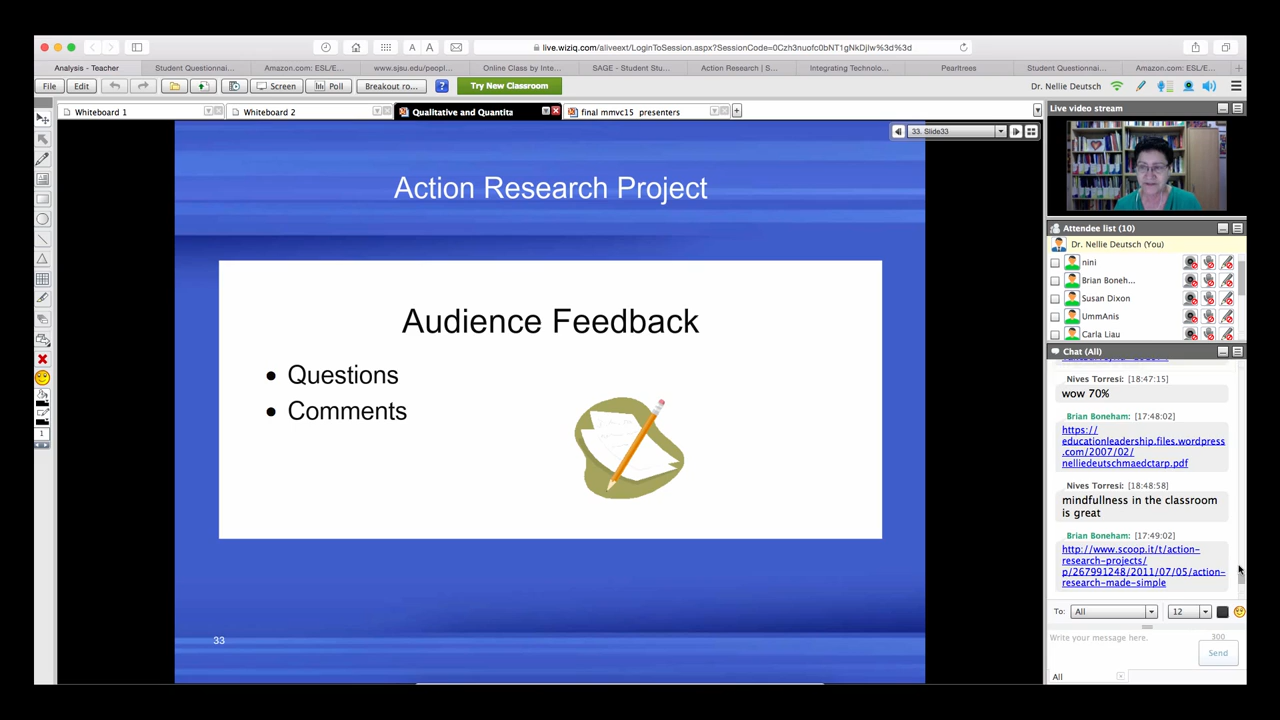 live.wiziq.com/aliveext/LoginToSession.aspx?SessionCode=0Czh3nuofc0bNT1gNkDjIw%3d%3d
A A
Analysis - Teacher
Student Questionnai...
Amazon.com: ESL/E...
www.sjsu/peopl...
Online Class by Inte...
SAGE - Student Stu...
Action Research | S...
Integrating Technolo...
Pearltrees
Student Questionnai...
Amazon.com: ESL/E...
File
Edit
Screen
Poll
Breakout ro...
?
Try New Classroom
Dr. Nellie Deutsch
Whiteboard 1
Whiteboard 2
Qualitative and Quantita
final mmvc15 presenters
33. Slide33
Action Research Project
Audience Feedback
• Questions
• Comments
33
1
Live video stream
Attendee list (10)
Dr. Nellie Deutsch (You)
nini
Brian Boneh...
Susan Dixon
UmmAnis
Carla Liau
Chat (All)
Nives Torresi: [18:47:15]
wow 70%
Brian Boneham: [17:48:02]
https://
educationleadership.files.wordpress
.com/2007/02/
nelliedeutschmaedctarp.pdf
Nives Torresi: [18:48:58]
mindfullness in the classroom
is great
Brian Boneham: [17:49:02]
http://www.scoop.it/t/action-
research-projects/
p/267991248/2011/07/05/action-
research-made-simple
To: All 12
Write your message here.
300
Send
All